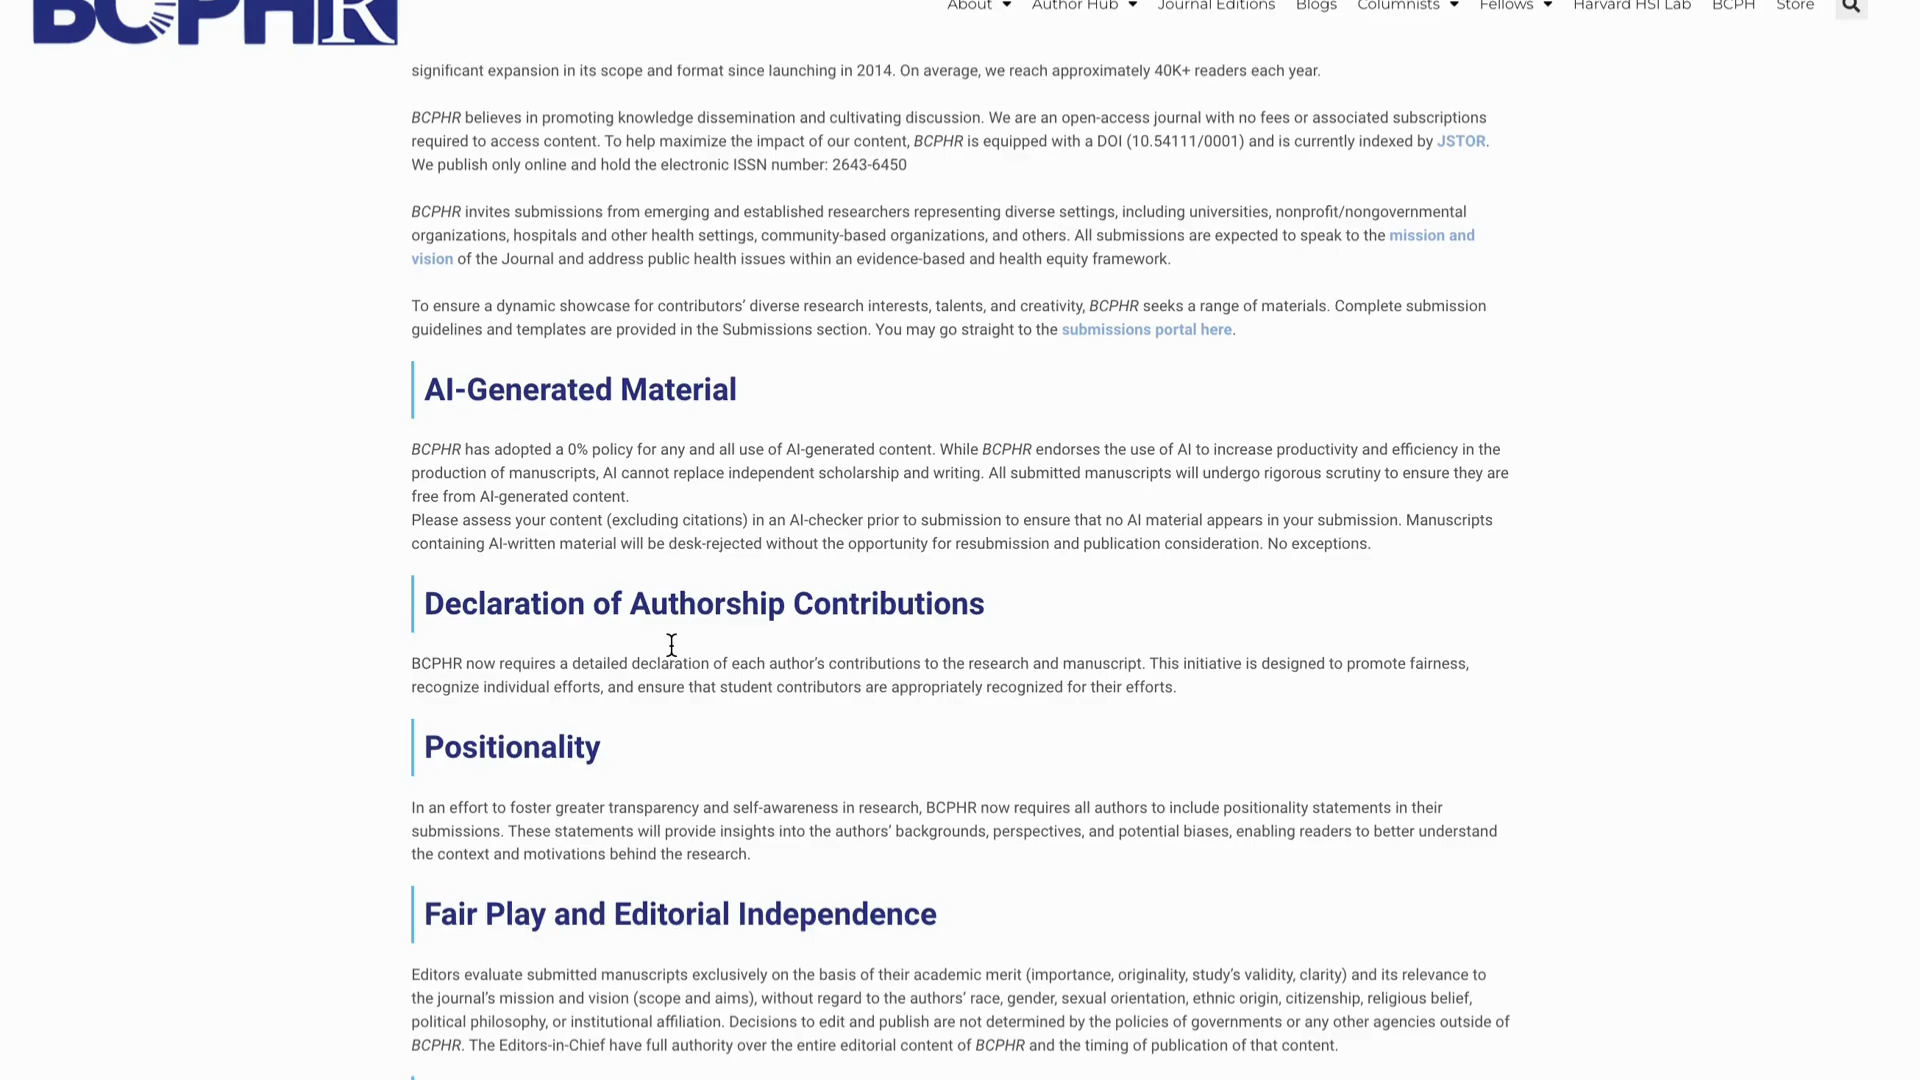 BCPHR
About Author Hub Journal Editions Blogs Columnists Fellows Harvard HSI Lab BCPH Store
significant expansion in its scope and format since launching in 2014. On average, we reach approximately 40K+ readers each year.
BCPHR believes in promoting knowledge dissemination and cultivating discussion. We are an open-access journal with no fees or associated subscriptions
required to access content. To help maximize the impact of our content, BCPHR is equipped with a DOI (10.54111/0001) and is currently indexed by JSTOR.
We publish only online and hold the electronic ISSN number: 2643-6450
BCPHR invites submissions from emerging and established researchers representing diverse settings, including universities, nonprofit/nongovernmental
organizations, hospitals and other health settings, community-based organizations, and others. All submissions are expected to speak to the mission and
vision of the Journal and address public health issues within an evidence-based and health equity framework.
To ensure a dynamic showcase for contributors’ diverse research interests, talents, and creativity, BCPHR seeks a range of materials. Complete submission
guidelines and templates are provided in the Submissions section. You may go straight to the submissions portal here.
AI-Generated Material
BCPHR has adopted a 0% policy for any and all use of AI-generated content. While BCPHR endorses the use of AI to increase productivity and efficiency in the
production of manuscripts, AI cannot replace independent scholarship and writing. All submitted manuscripts will undergo rigorous scrutiny to ensure they are
free from AI-generated content.
Please assess your content (excluding citations) in an AI-checker prior to submission to ensure that no AI material appears in your submission. Manuscripts
containing AI-written material will be desk-rejected without the opportunity for resubmission and publication consideration. No exceptions.
Declaration of Authorship Contributions
BCPHR now requires a detailed declaration of each author’s contributions to the research and manuscript. This initiative is designed to promote fairness,
recognize individual efforts, and ensure that student contributors are appropriately recognized for their efforts.
Positionality
In an effort to foster greater transparency and self-awareness in research, BCPHR now requires all authors to include positionality statements in their
submissions. These statements will provide insights into the authors’ backgrounds, perspectives, and potential biases, enabling readers to better understand
the context and motivations behind the research.
Fair Play and Editorial Independence
Editors evaluate submitted manuscripts exclusively on the basis of their academic merit (importance, originality, study’s validity, clarity) and its relevance to
the journal’s mission and vision (scope and aims), without regard to the authors’ race, gender, sexual orientation, ethnic origin, citizenship, religious belief,
political philosophy, or institutional affiliation. Decisions to edit and publish are not determined by the policies of governments or any other agencies outside of
BCPHR. The Editors-in-Chief have full authority over the entire editorial content of BCPHR and the timing of publication of that content.